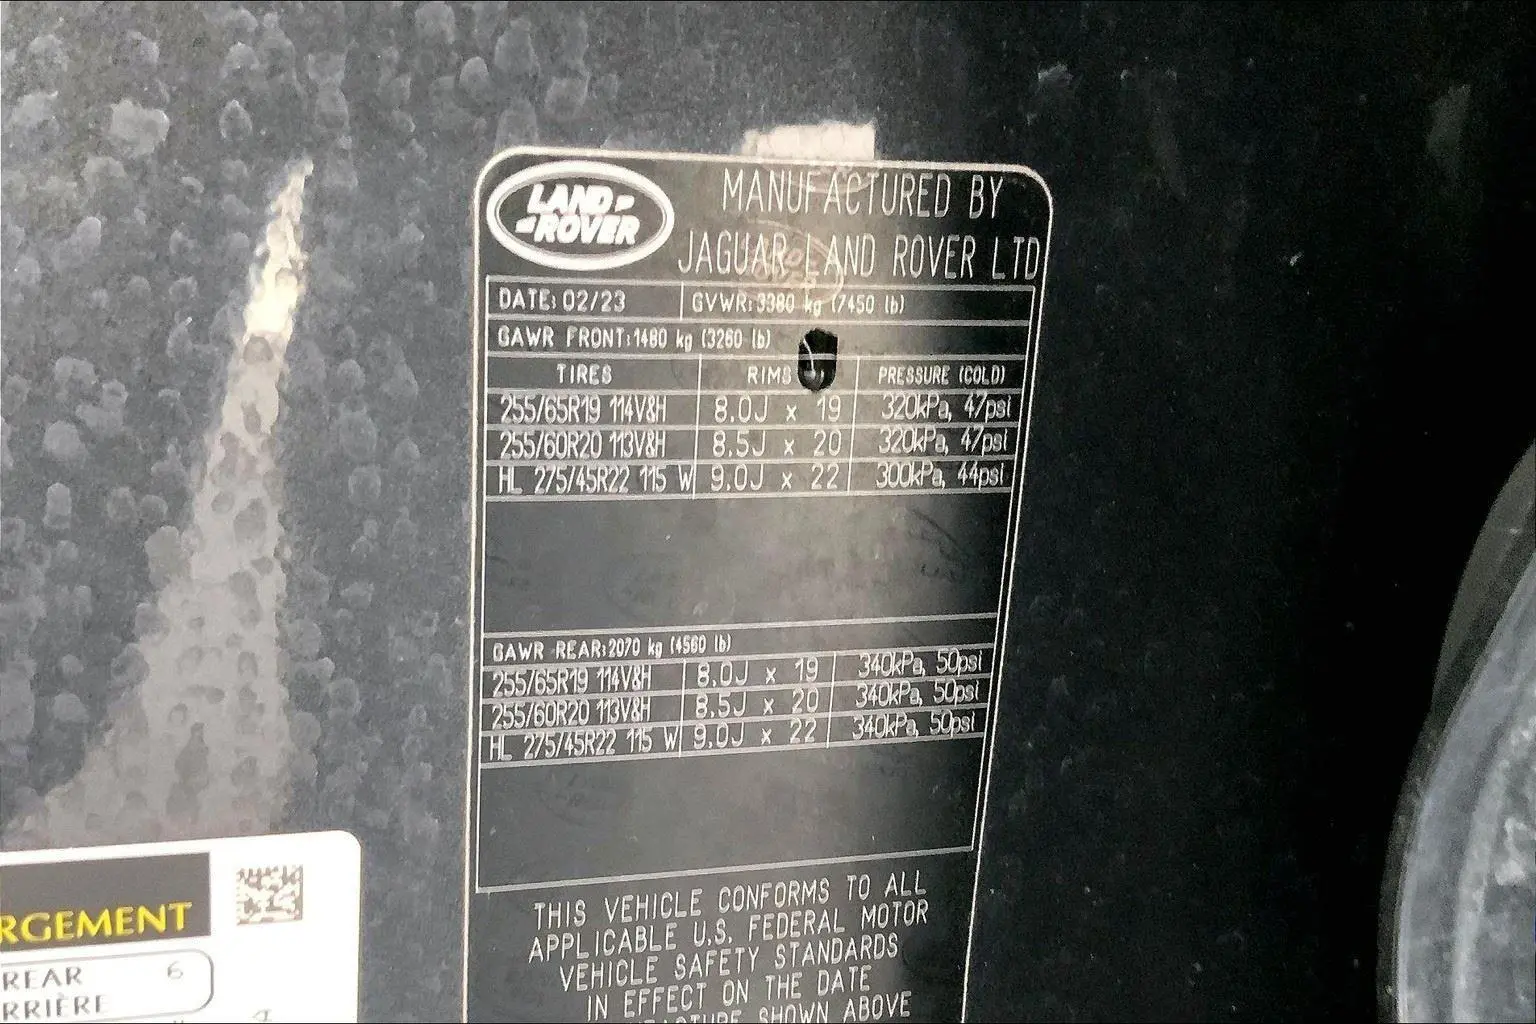 LAND ROVER
MANUFACTURED BY
JAGUAR LAND ROVER LTD
DATE: 02/23 GVWR: 3380 kg (7450 lb)
GAWR FRONT: 1480 kg (3260 lb)
TIRES RIMS PRESSURE (COLD)
255/65R19 114V&H 8.0J x 19 320kPa, 47psi
255/60R20 113V&H 8.5J x 20 320kPa, 47psi
HL 275/45R22 115 W 9.0J x 22 300kPa, 44psi
GAWR REAR: 2070 kg (4560 lb)
255/65R19 114V&H 8.0J x 19 340kPa, 50psi
255/60R20 113V&H 8.5J x 20 340kPa, 50psi
HL 275/45R22 115 W 9.0J x 22 340kPa, 50psi
THIS VEHICLE CONFORMS TO ALL
APPLICABLE U.S. FEDERAL MOTOR
VEHICLE SAFETY STANDARDS
IN EFFECT ON THE DATE
SHOWN ABOVE
RGEMENT
REAR 6
RRIÈRE